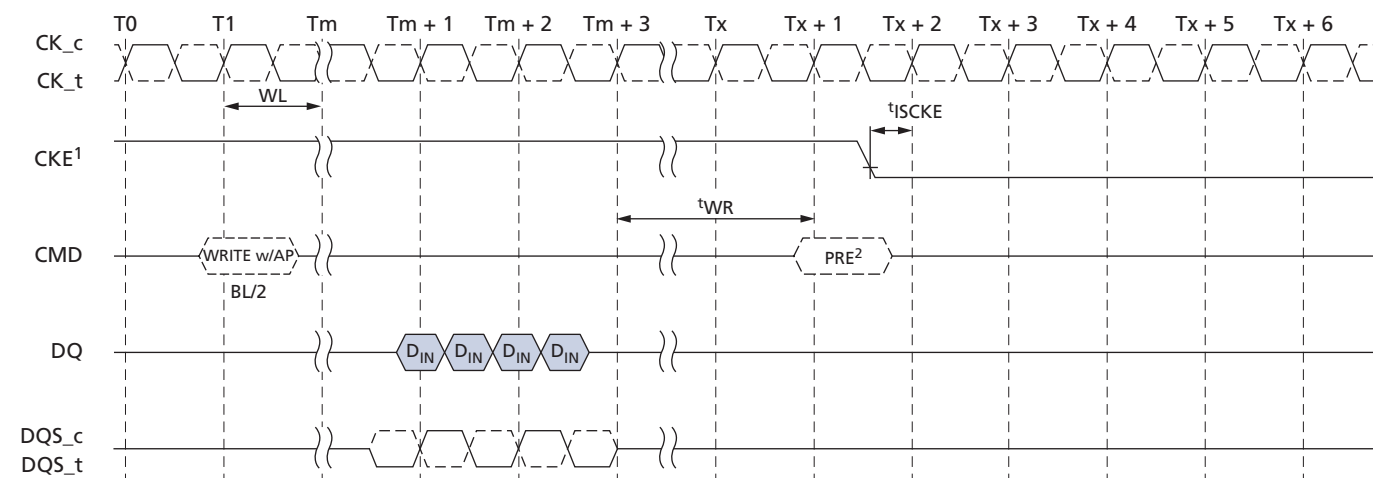 T0 T1 Tm Tm + 1 Tm + 2 Tm + 3 Tx Tx + 1 Tx + 2 Tx + 3 Tx + 4 Tx + 5 Tx + 6
CK_c
CK_t
WL
tISCKE
CKE1
tWR
CMD WRITE w/AP PRE2
BL/2
DQ DIN DIN DIN DIN
DQS_c
DQS_t